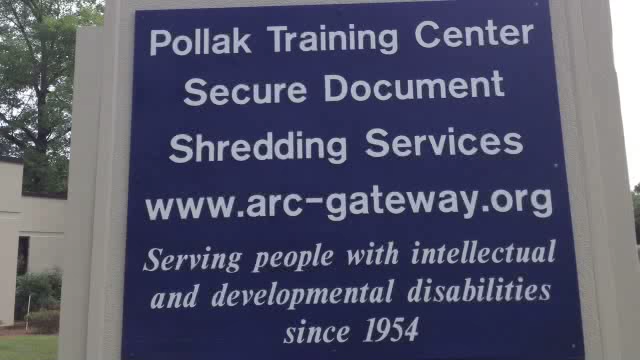 Pollak Training Center
Secure Document
Shredding Services
www.arc-gateway.org
Serving people with intellectual
and developmental disabilities
since 1954